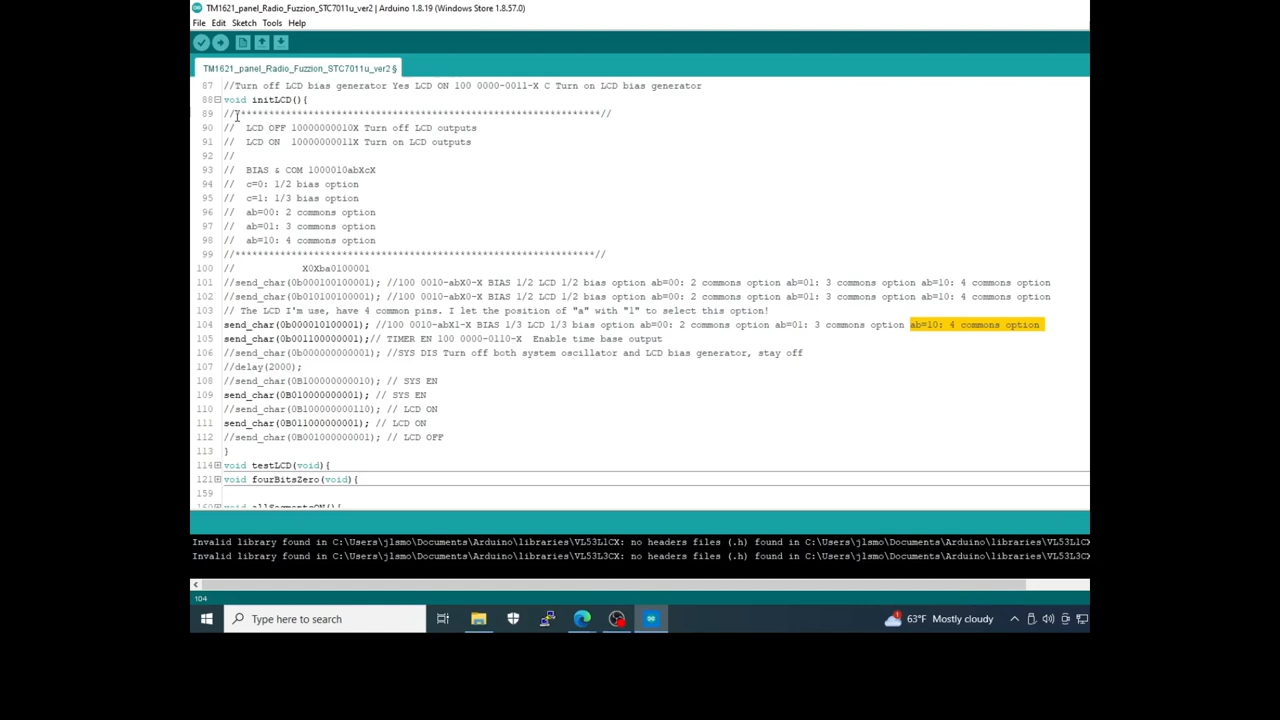 TM1621_panel_Radio_Fuzzion_STC7011u_ver2 | Arduino 1.8.19 (Windows Store 1.8.57.0)
File Edit Sketch Tools Help
TM1621_panel_Radio_Fuzzion_STC7011u_ver2 §
87 //Turn off LCD bias generator Yes LCD ON 100 0000-0011-X C Turn on LCD bias generator
88 void initLCD(){
89 //*****************************************************************//
90 //  LCD OFF 10000000010X Turn off LCD outputs
91 //  LCD ON  10000000011X Turn on LCD outputs
92 //
93 //  BIAS & COM 1000010abXcX
94 //  c=0: 1/2 bias option
95 //  c=1: 1/3 bias option
96 //  ab=00: 2 commons option
97 //  ab=01: 3 commons option
98 //  ab=10: 4 commons option
99 //****************************************************************//
100 //            X0Xba0100001
101 //send_char(0b000100100001); //100 0010-abX0-X BIAS 1/2 LCD 1/2 bias option ab=00: 2 commons option ab=01: 3 commons option ab=10: 4 commons option
102 //send_char(0b010100100001); //100 0010-abX0-X BIAS 1/2 LCD 1/2 bias option ab=00: 2 commons option ab=01: 3 commons option ab=10: 4 commons option
103 // The LCD I'm use, have 4 common pins. I let the position of "a" with "1" to select this option!
104 send_char(0b000010100001); //100 0010-abX1-X BIAS 1/3 LCD 1/3 bias option ab=00: 2 commons option ab=01: 3 commons option ab=10: 4 commons option
105 send_char(0b001100000001);// TIMER EN 100 0000-0110-X  Enable time base output
106 //send_char(0b000000000001); //SYS DIS Turn off both system oscillator and LCD bias generator, stay off
107 //delay(2000);
108 //send_char(0B100000000010); // SYS EN
109 send_char(0B010000000001); // SYS EN
110 //send_char(0B100000000110); // LCD ON
111 send_char(0B011000000001); // LCD ON
112 //send_char(0B001000000001); // LCD OFF
113 }
114 void testLCD(void){
121 void fourBitsZero(void){
159
160 void allSegmentsON(){
Invalid library found in C:\Users\jlsmo\Documents\Arduino\libraries\VL53L1CX: no headers files (.h) found in C:\Users\jlsmo\Documents\Arduino\libraries\VL53L1CX
Invalid library found in C:\Users\jlsmo\Documents\Arduino\libraries\VL53L3CX: no headers files (.h) found in C:\Users\jlsmo\Documents\Arduino\libraries\VL53L3CX
104
Type here to search
63°F Mostly cloudy